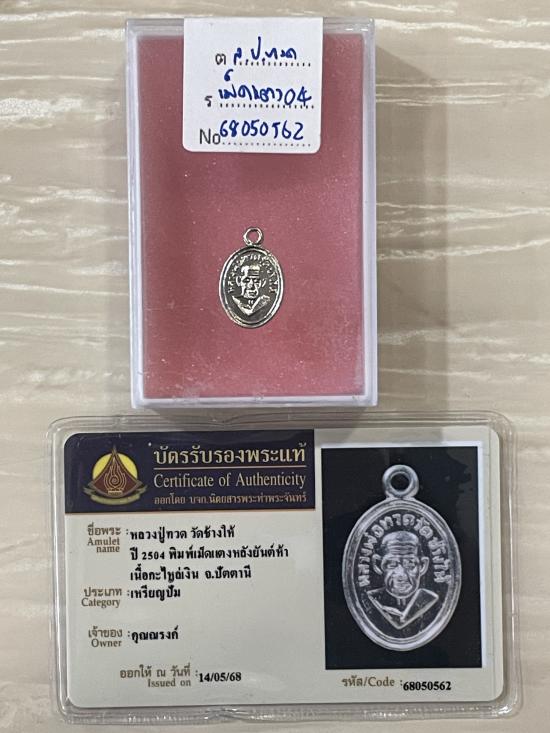 ต ล.ป.ทวด
ร เม็ดแตง 04
No 68050562
บัตรรับรองพระแท้
Certificate of Authenticity
ออกโดย บจก.นิตยสารพระท่าพระจันทร์
ชื่อพระ : หลวงปู่ทวด วัดช้างให้
Amulet name
ปี 2504 พิมพ์เม็ดแตงหลังยันต์ห้า
เนื้อกะไหล่เงิน จ.ปัตตานี
ประเภท : เหรียญปั๊ม
Category
เจ้าของ : คุณณรงค์
Owner
ออกให้ ณ วันที่ : 14/05/68
Issued on
หลวงพ่อทวดวัดช้างให้
รหัส/Code : 68050562